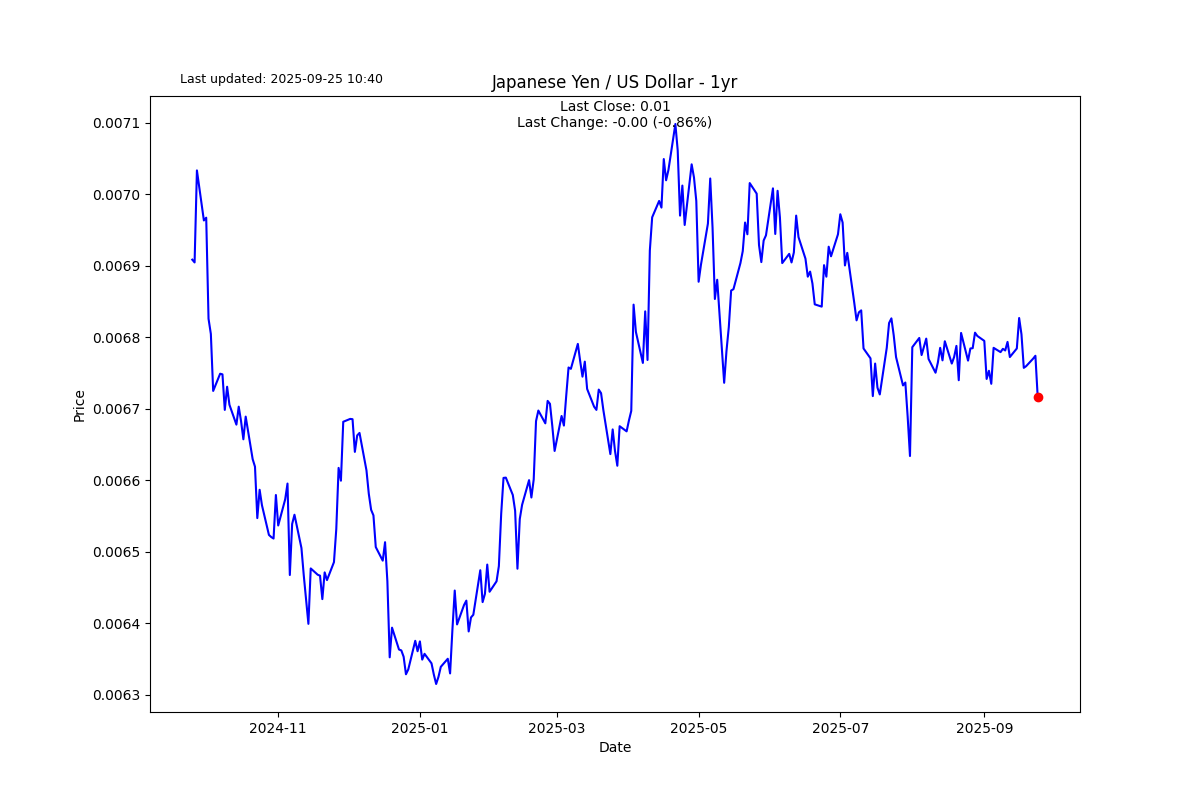 Last updated: 2025-09-25 10:40
Japanese Yen / US Dollar - 1yr
Last Close: 0.01
Last Change: -0.00 (-0.86%)
0.0071
0.0070
0.0069
0.0068
0.0067
0.0066
0.0065
0.0064
0.0063
Price
2024-11
2025-01
2025-03
2025-05
2025-07
2025-09
Date